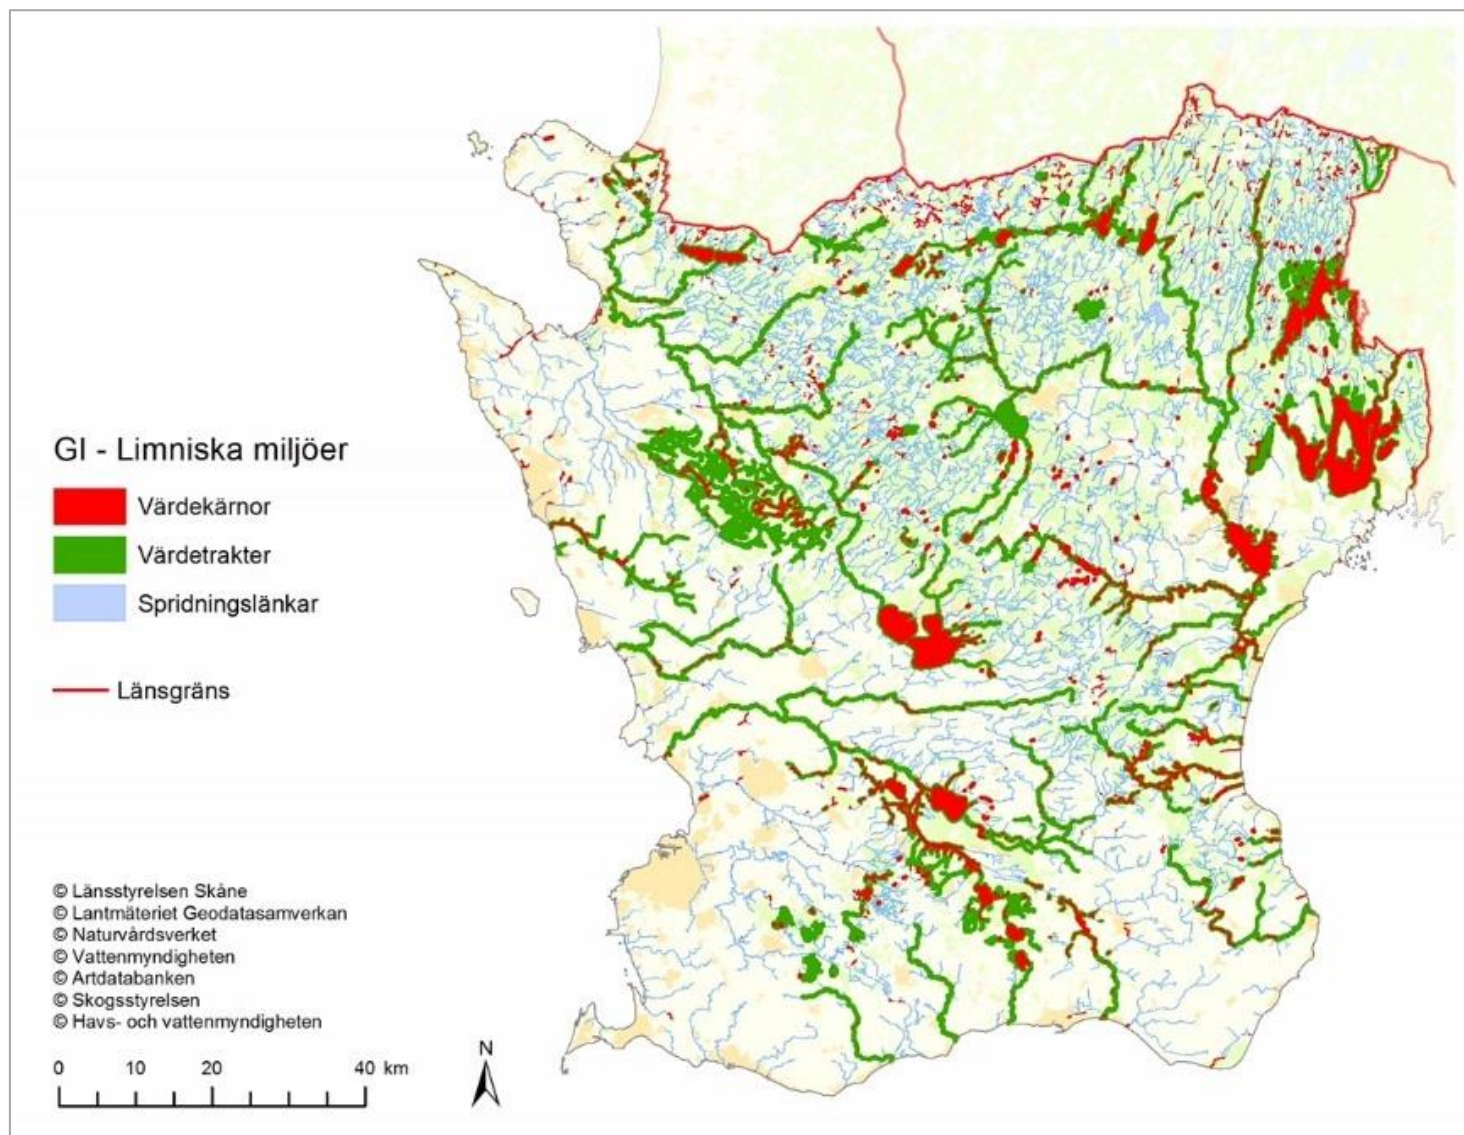 GI - Limniska miljöer
Värdekärnor
Värdetrakter
Spridningslänkar
Länsgräns
© Länsstyrelsen Skåne
© Lantmäteriet Geodatasamverkan
© Naturvårdsverket
© Vattenmyndigheten
© Artdatabanken
© Skogsstyrelsen
© Havs- och vattenmyndigheten
0 10 20 40 km
N